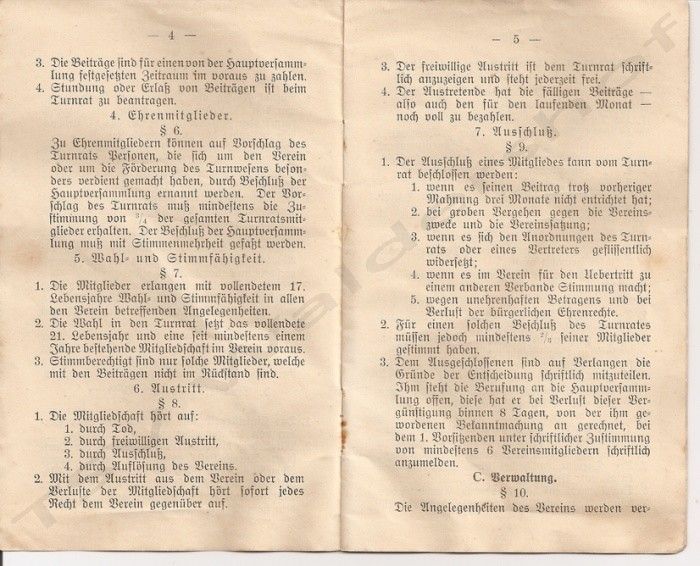 — 4 —
3. Die Beiträge sind für einen von der Hauptversamm-
lung festgesetzten Zeitraum im voraus zu zahlen.
4. Stundung oder Erlaß von Beiträgen ist beim
Turnrat zu beantragen.
4. Ehrenmitglieder.
§ 6.
Zu Ehrenmitgliedern können auf Vorschlag des
Turnrats Personen, die sich um den Verein
oder um die Förderung des Turnwesens beson-
ders verdient gemacht haben, durch Beschluß der
Hauptversammlung ernannt werden. Der Vor-
schlag des Turnrats muß mindestens die Zu-
stimmung von 3/4 der gesamten Turnratsmit-
glieder erhalten. Der Beschluß der Hauptversamm-
lung muß mit Stimmenmehrheit gefaßt werden.
5. Wahl- und Stimmfähigkeit.
§ 7.
1. Die Mitglieder erlangen mit vollendetem 17.
Lebensjahre Wahl- und Stimmfähigkeit in allen
den Verein betreffenden Angelegenheiten.
2. Die Wahl in den Turnrat setzt das vollendete
21. Lebensjahr und eine seit mindestens einem
Jahre bestehende Mitgliedschaft im Verein voraus.
3. Stimmberechtigt sind nur solche Mitglieder, welche
mit den Beiträgen nicht im Rückstand sind.
6. Austritt.
§ 8.
1. Die Mitgliedschaft hört auf:
1. durch Tod,
2. durch freiwilligen Austritt,
3. durch Ausschluß,
4. durch Auflösung des Vereins.
2. Mit dem Austritt aus dem Verein oder dem
Verluste der Mitgliedschaft hört sofort jedes
Recht dem Verein gegenüber auf.
— 5 —
3. Der freiwillige Austritt ist dem Turnrat schrift-
lich anzuzeigen und steht jederzeit frei.
4. Der Austretende hat die fälligen Beiträge —
also auch den für den laufenden Monat —
noch voll zu bezahlen.
7. Ausschluß.
§ 9.
1. Der Ausschluß eines Mitgliedes kann vom Turn-
rat beschlossen werden:
1. wenn es seinen Beitrag trotz vorheriger
Mahnung drei Monate nicht entrichtet hat;
2. bei groben Vergehen gegen die Vereins-
zwecke und die Vereinssatzung;
3. wenn es sich den Anordnungen des Turn-
rats oder eines Vertreters geflissentlich
widersetzt;
4. wenn es im Verein für den Uebertritt zu
einem anderen Verbande Stimmung macht;
5. wegen unehrenhaften Betragens und bei
Verlust der bürgerlichen Ehrenrechte.
2. Für einen solchen Beschluß des Turnrates
müssen jedoch mindestens seiner Mitglieder
gestimmt haben.
3. Dem Ausgeschlossenen sind auf Verlangen die
Gründe der Entscheidung schriftlich mitzuteilen.
Ihm steht die Berufung an die Hauptversamm-
lung offen, diese hat er bei Verlust dieser Ver-
günstigung binnen 8 Tagen, von der ihm ge-
wordenen Bekanntmachung an gerechnet, bei
dem 1. Vorsitzenden unter schriftlicher Zustimmung
von mindestens 6 Vereinsmitgliedern schriftlich
anzumelden.
C. Verwaltung.
§ 10.
Die Angelegenheiten des Vereins werden ver-